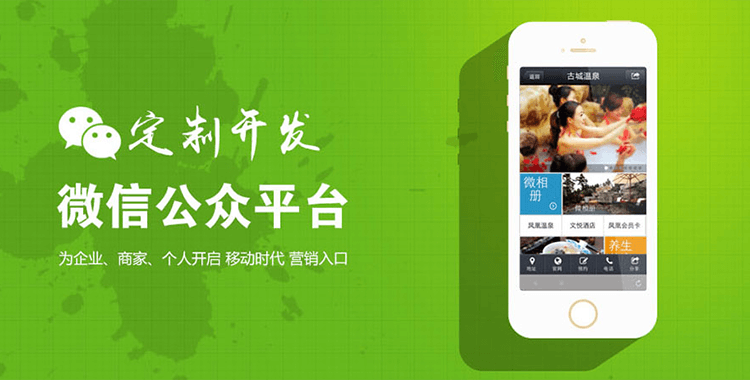 定制开发
微信公众平台
为企业、商家、个人开启 移动时代 营销入口
返回 古城温泉
微相册
微相册
凤凰温泉 文悦酒店 凤凰会员卡
养生
地址 官网 预约 电话 分享